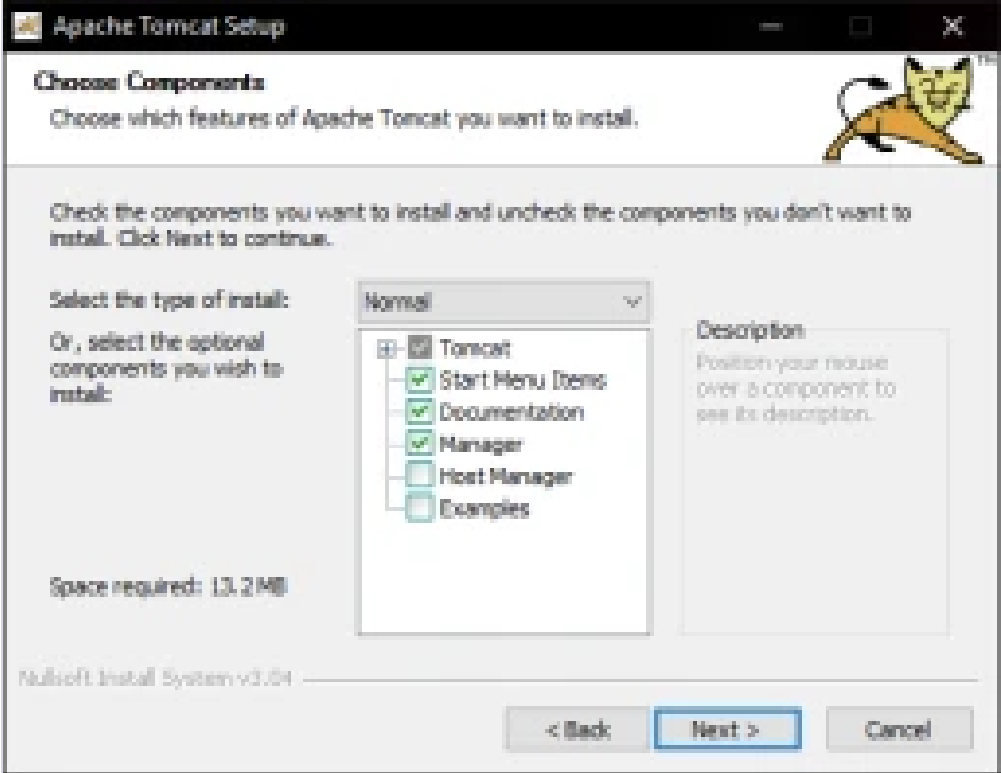 Apache Tomcat Setup
Choose Components
Choose which features of Apache Tomcat you want to install.
TM
Check the components you want to install and uncheck the components you don't want to
install. Click Next to continue.
Select the type of install:
Normal
Or, select the optional
components you wish to
install:
Tomcat
Start Menu Items
Documentation
Manager
Host Manager
Examples
Description
Position your mouse
over a component to
see its description.
Space required: 13.2 MB
Nullsoft Install System v3.04
< Back
Next >
Cancel